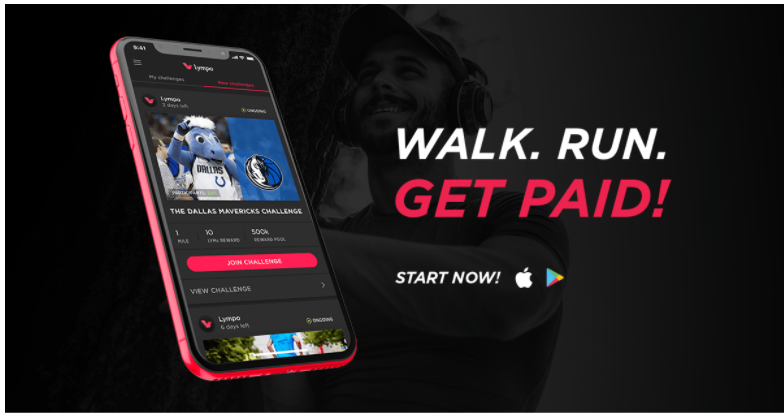 9:41
Lympo
My challenges
New challenges
Lympo
3 days left
ONGOING
DALLAS
THE DALLAS MAVERICKS CHALLENGE
1
10
500k
MILE
LYMs REWARD
REWARD POOL
JOIN CHALLENGE
VIEW CHALLENGE
Lympo
6 days left
ONGOING
WALK. RUN.
GET PAID!
START NOW!